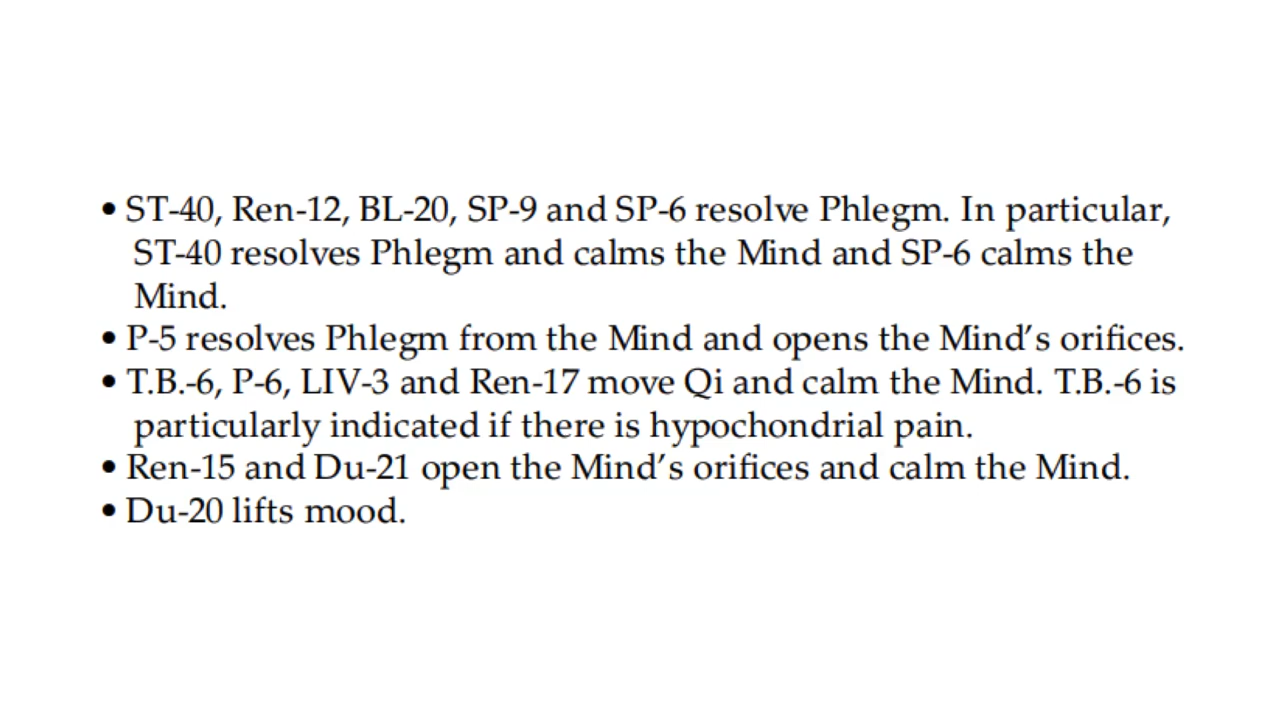 • ST-40, Ren-12, BL-20, SP-9 and SP-6 resolve Phlegm. In particular,
ST-40 resolves Phlegm and calms the Mind and SP-6 calms the
Mind.
• P-5 resolves Phlegm from the Mind and opens the Mind’s orifices.
• T.B.-6, P-6, LIV-3 and Ren-17 move Qi and calm the Mind. T.B.-6 is
particularly indicated if there is hypochondrial pain.
• Ren-15 and Du-21 open the Mind’s orifices and calm the Mind.
• Du-20 lifts mood.